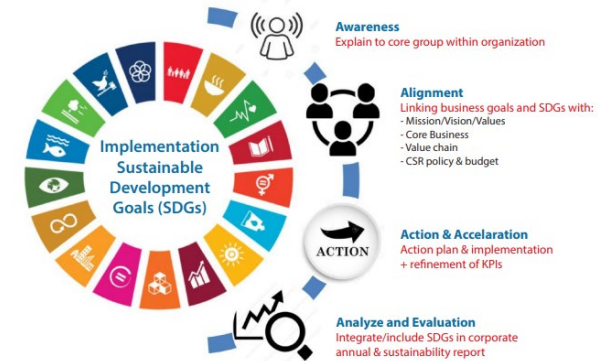 Implementation
Sustainable
Development
Goals (SDGs)
Awareness
Explain to core group within organization
Alignment
Linking business goals and SDGs with:
- Mission/Vision/Values
- Core Business
- Value chain
- CSR policy & budget
ACTION
Action & Accelaration
Action plan & implementation
+ refinement of KPIs
Analyze and Evaluation
Integrate/include SDGs in corporate
annual & sustainability report